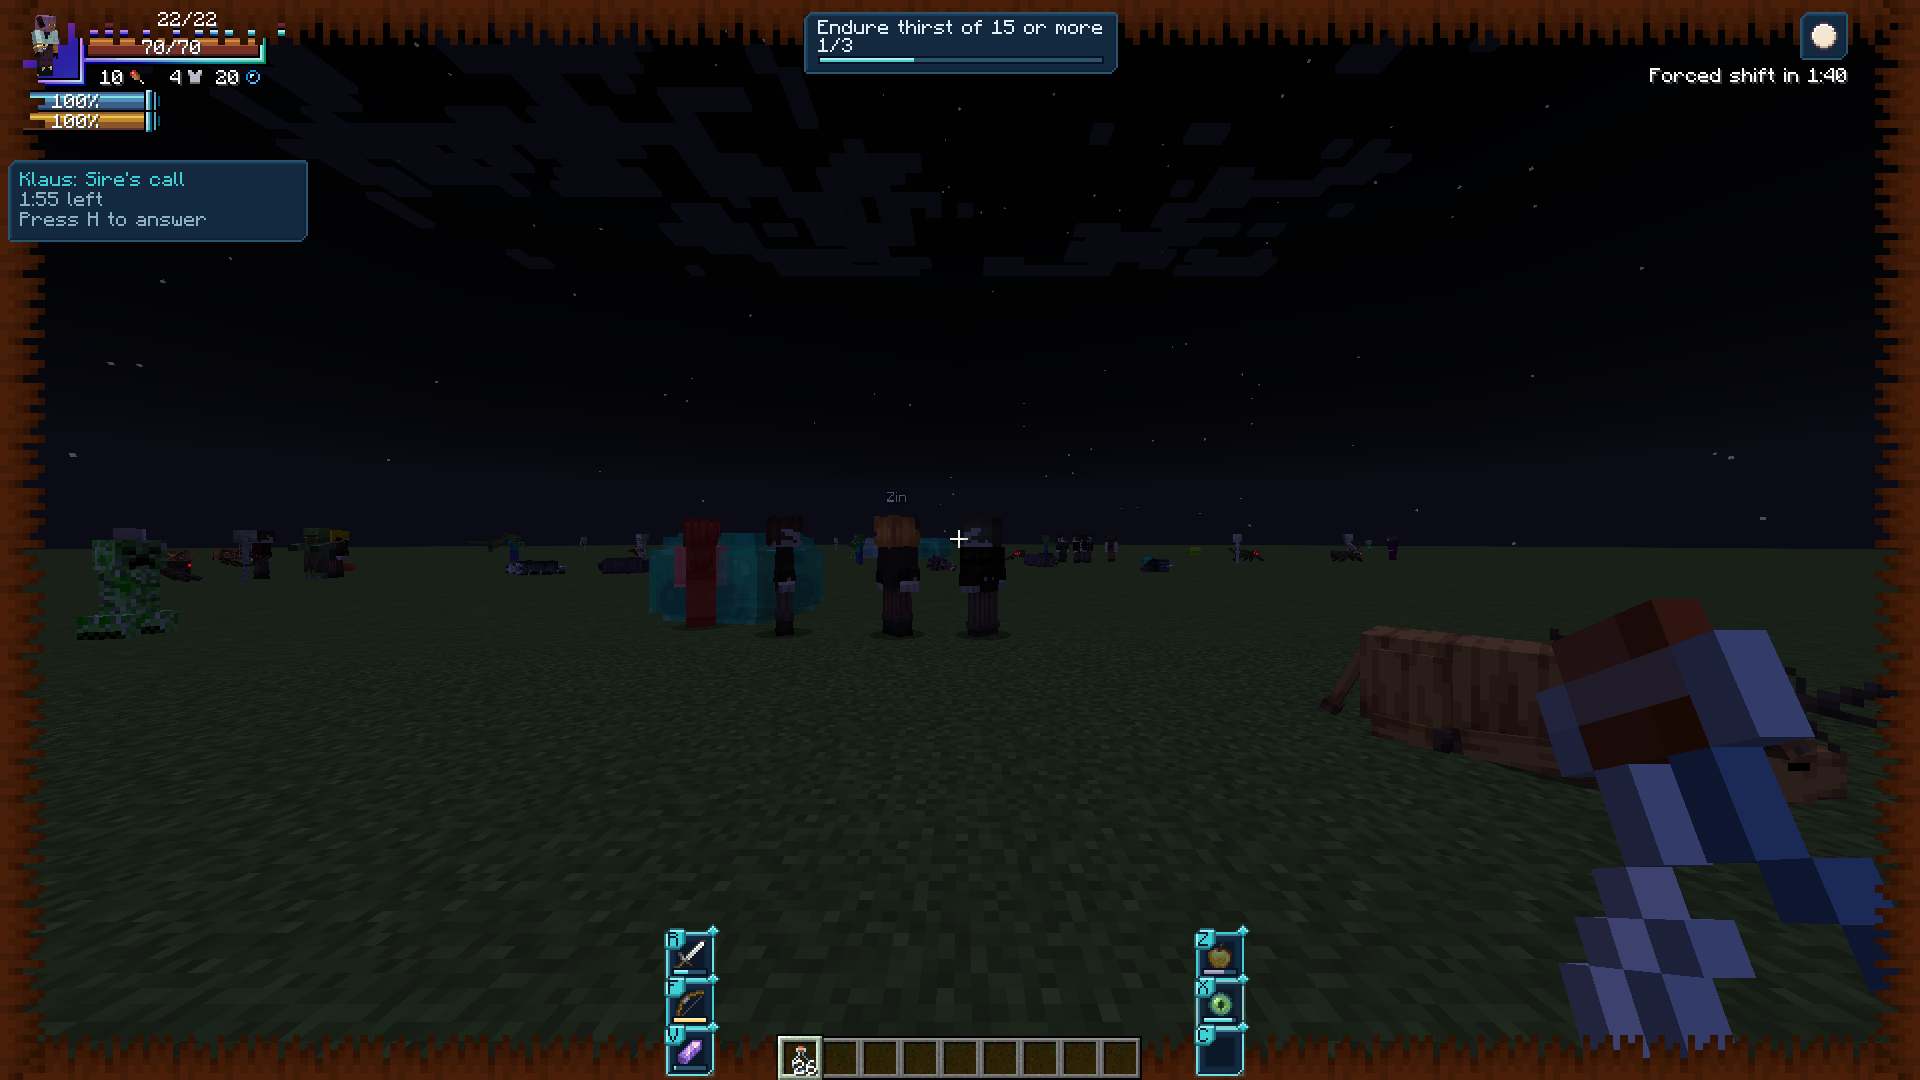 22/22
70/70
10 4 20
100%
100%
Endure thirst of 15 or more
1/3
Forced shift in 1:40
Klaus: Sire's call
1:55 left
Press H to answer
Zin
R
F
V
Z
X
C
26